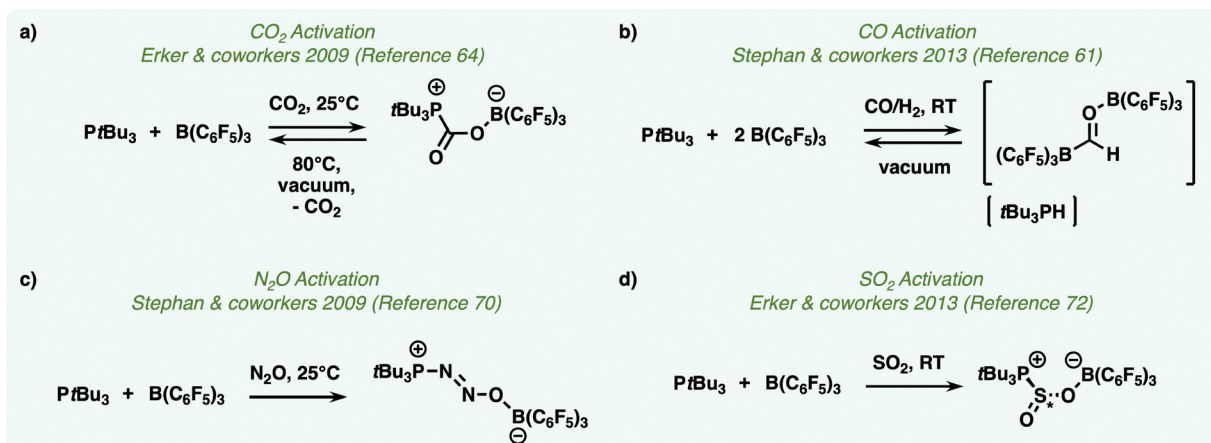 a)
CO₂ Activation
Erker & coworkers 2009 (Reference 64)
PtBu₃ + B(C₆F₅)₃
CO₂, 25°C
80°C,
vacuum,
- CO₂
⊕
tBu₃P
⊖
B(C₆F₅)₃
O
O
b)
CO Activation
Stephan & coworkers 2013 (Reference 61)
PtBu₃ + 2 B(C₆F₅)₃
CO/H₂, RT
vacuum
B(C₆F₅)₃
O
(C₆F₅)₃B
H
[ tBu₃PH ]
c)
N₂O Activation
Stephan & coworkers 2009 (Reference 70)
PtBu₃ + B(C₆F₅)₃
N₂O, 25°C
⊕
tBu₃P-N
N-O
B(C₆F₅)₃
⊖
d)
SO₂ Activation
Erker & coworkers 2013 (Reference 72)
PtBu₃ + B(C₆F₅)₃
SO₂, RT
⊕ ⊖
tBu₃P B(C₆F₅)₃
S O
*
O